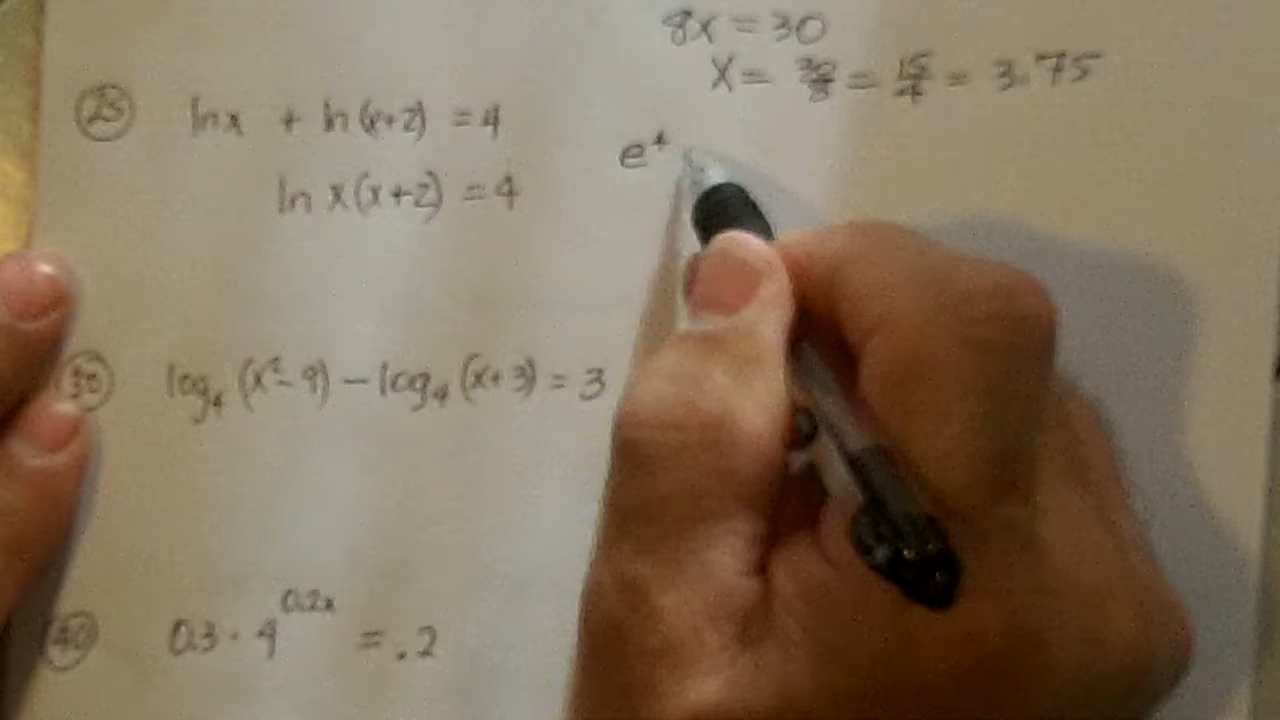 8x = 30
x = 30/8 = 15/4 = 3.75
25 ln x + ln(x+2) = 4
e⁴
ln x(x+2) = 4
30 log₄ (x² - 9) - log₄ (x+3) = 3
40 0.3 · 4^0.2x = .2